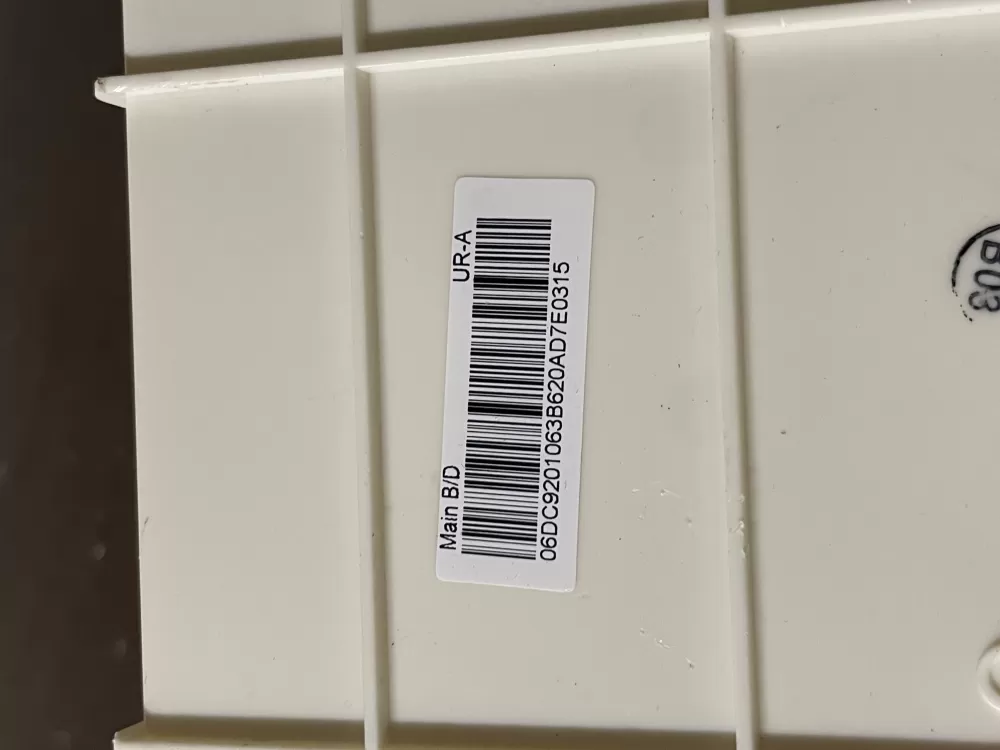 Main B/D UR-A
06DC9201063B620AD7E0315
B03